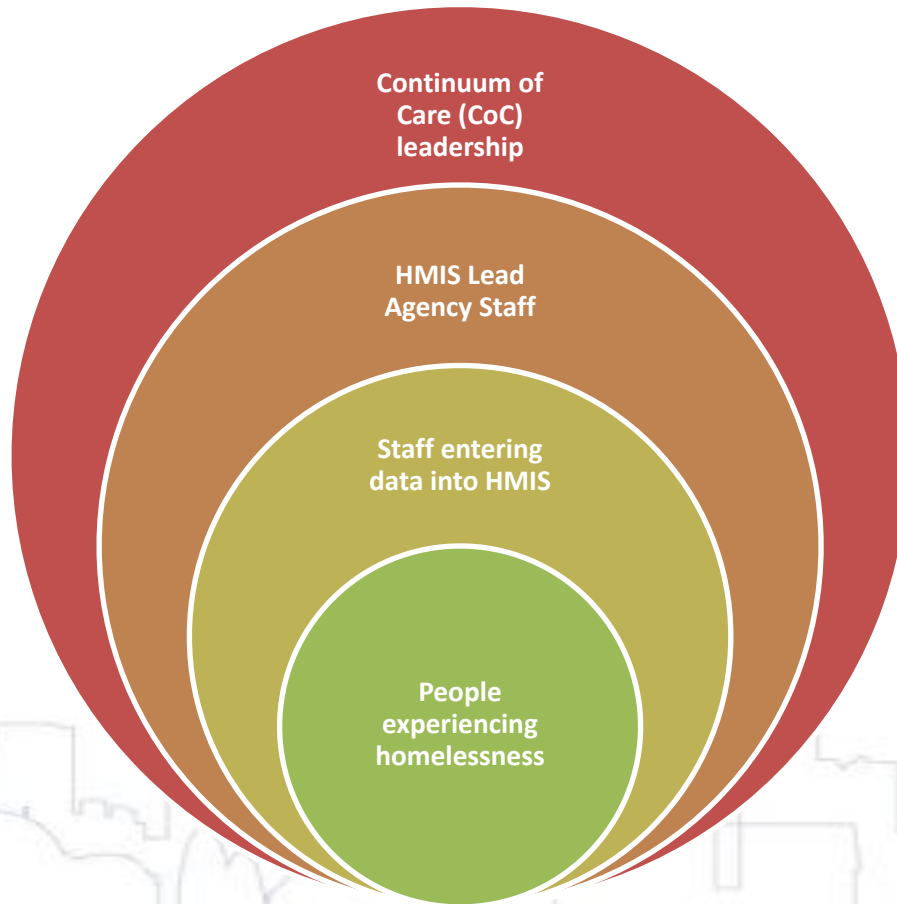 Continuum of
Care (CoC)
leadership
HMIS Lead
Agency Staff
Staff entering
data into HMIS
People
experiencing
homelessness